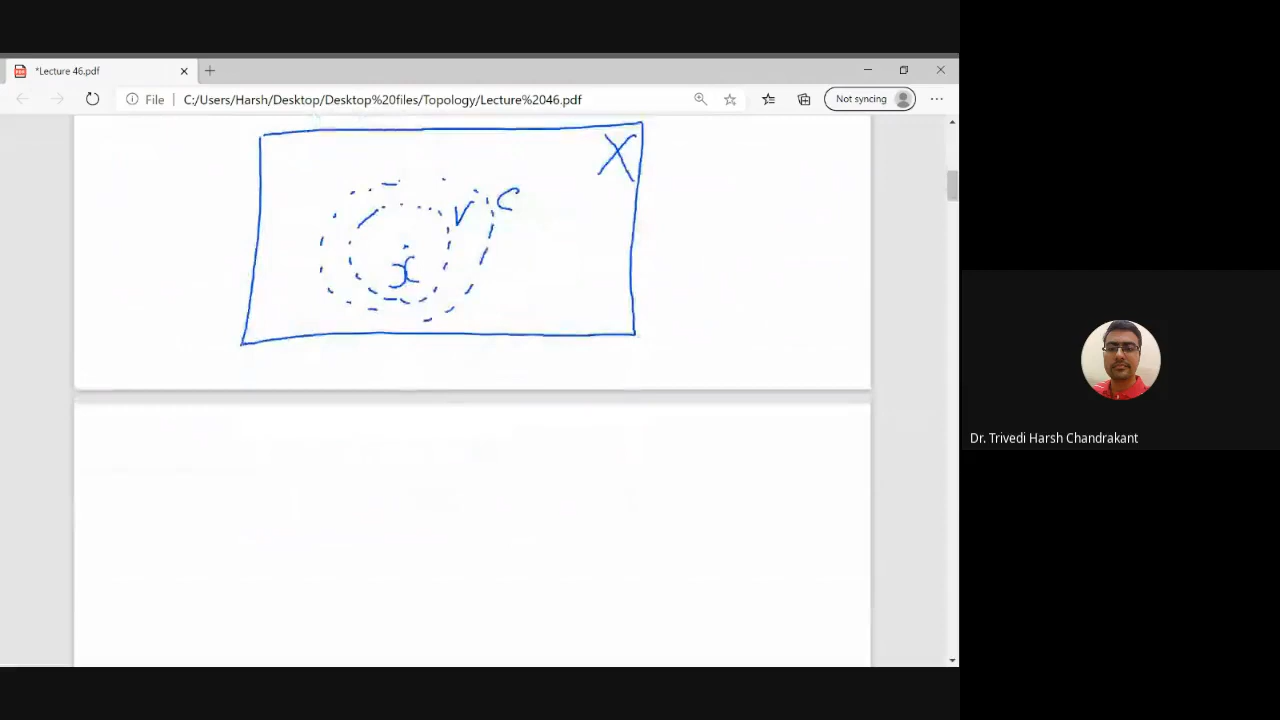 *Lecture 46.pdf
File | C:/Users/Harsh/Desktop/Desktop%20files/Topology/Lecture%2046.pdf
Not syncing
X
V C
x
Dr. Trivedi Harsh Chandrakant